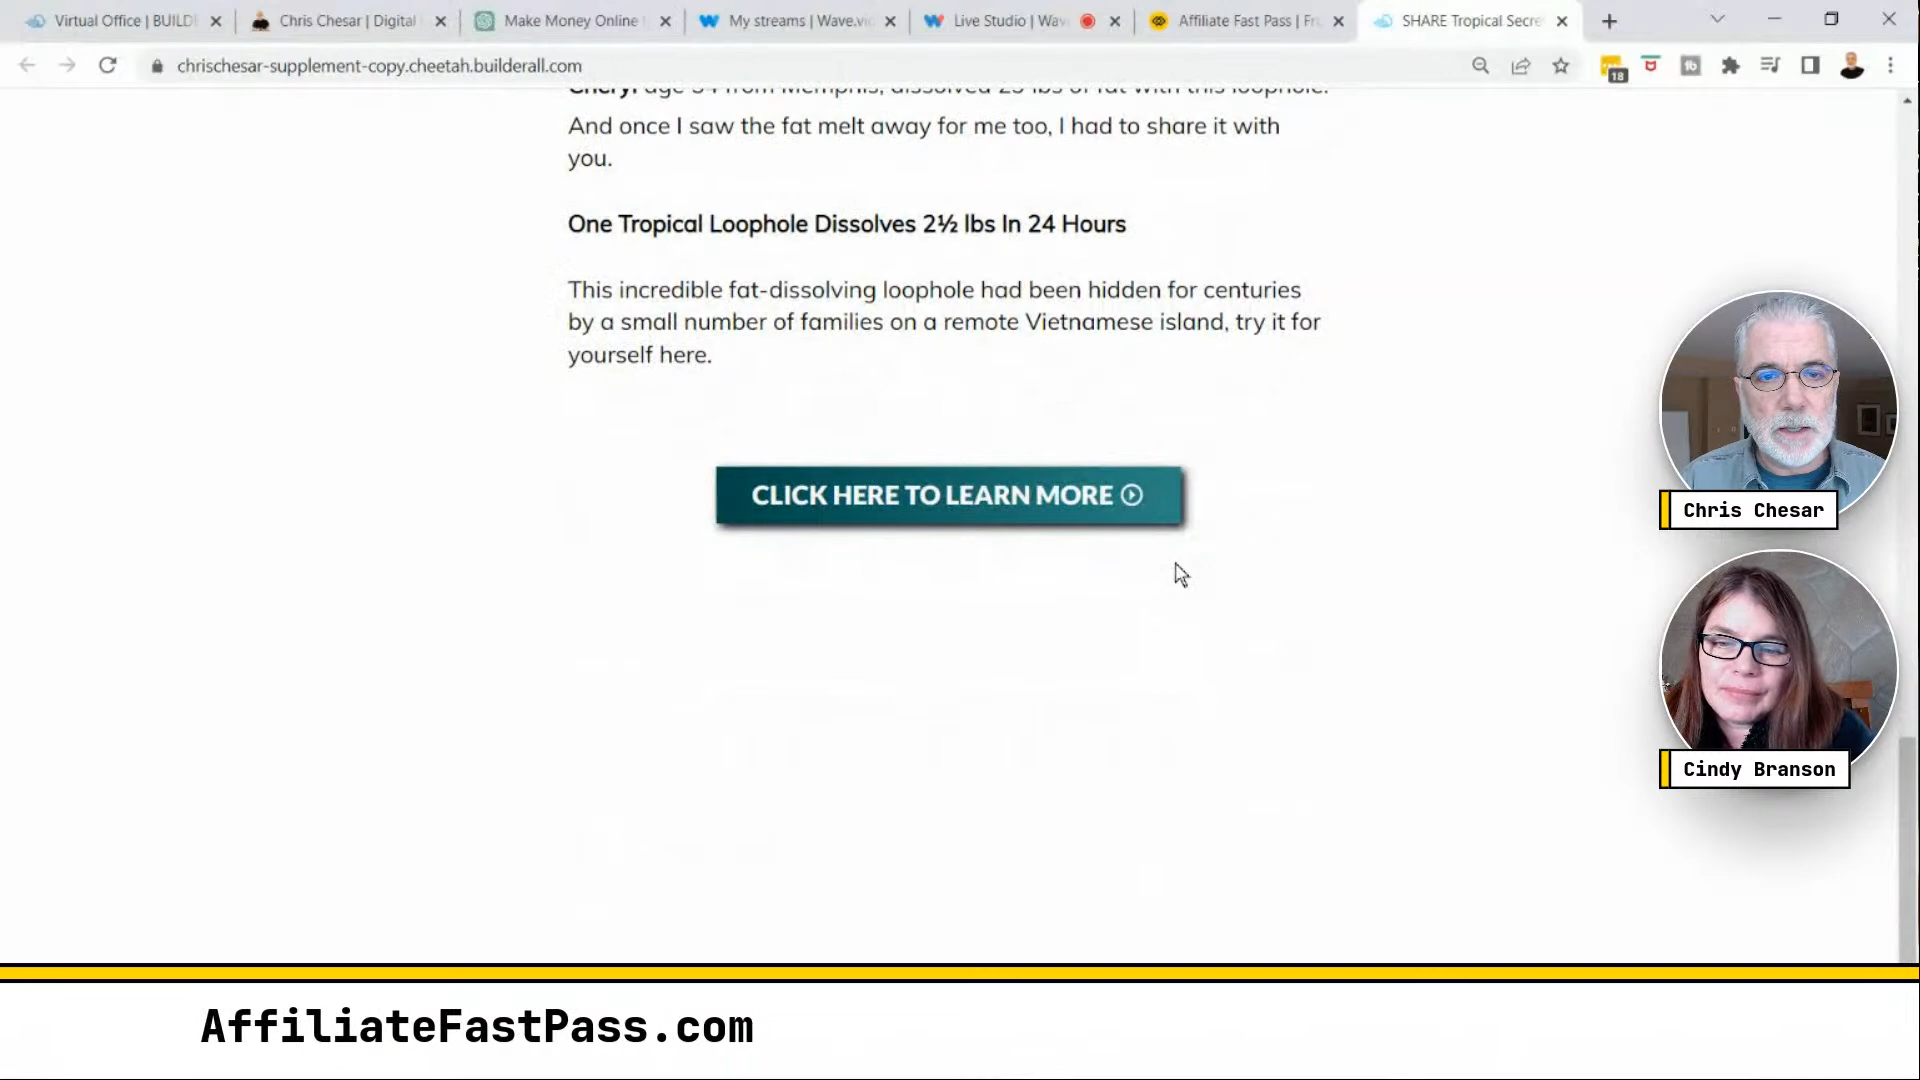 Virtual Office | BUILD
Chris Chesar | Digital
Make Money Online
My streams | Wave.vi
Live Studio | Wav
Affiliate Fast Pass | Fr
SHARE Tropical Secre
chrischesar-supplement-copy.cheetah.builderall.com
18
And once I saw the fat melt away for me too, I had to share it with
you.
One Tropical Loophole Dissolves 2½ lbs In 24 Hours
This incredible fat-dissolving loophole had been hidden for centuries
by a small number of families on a remote Vietnamese island, try it for
yourself here.
CLICK HERE TO LEARN MORE
Chris Chesar
Cindy Branson
AffiliateFastPass.com